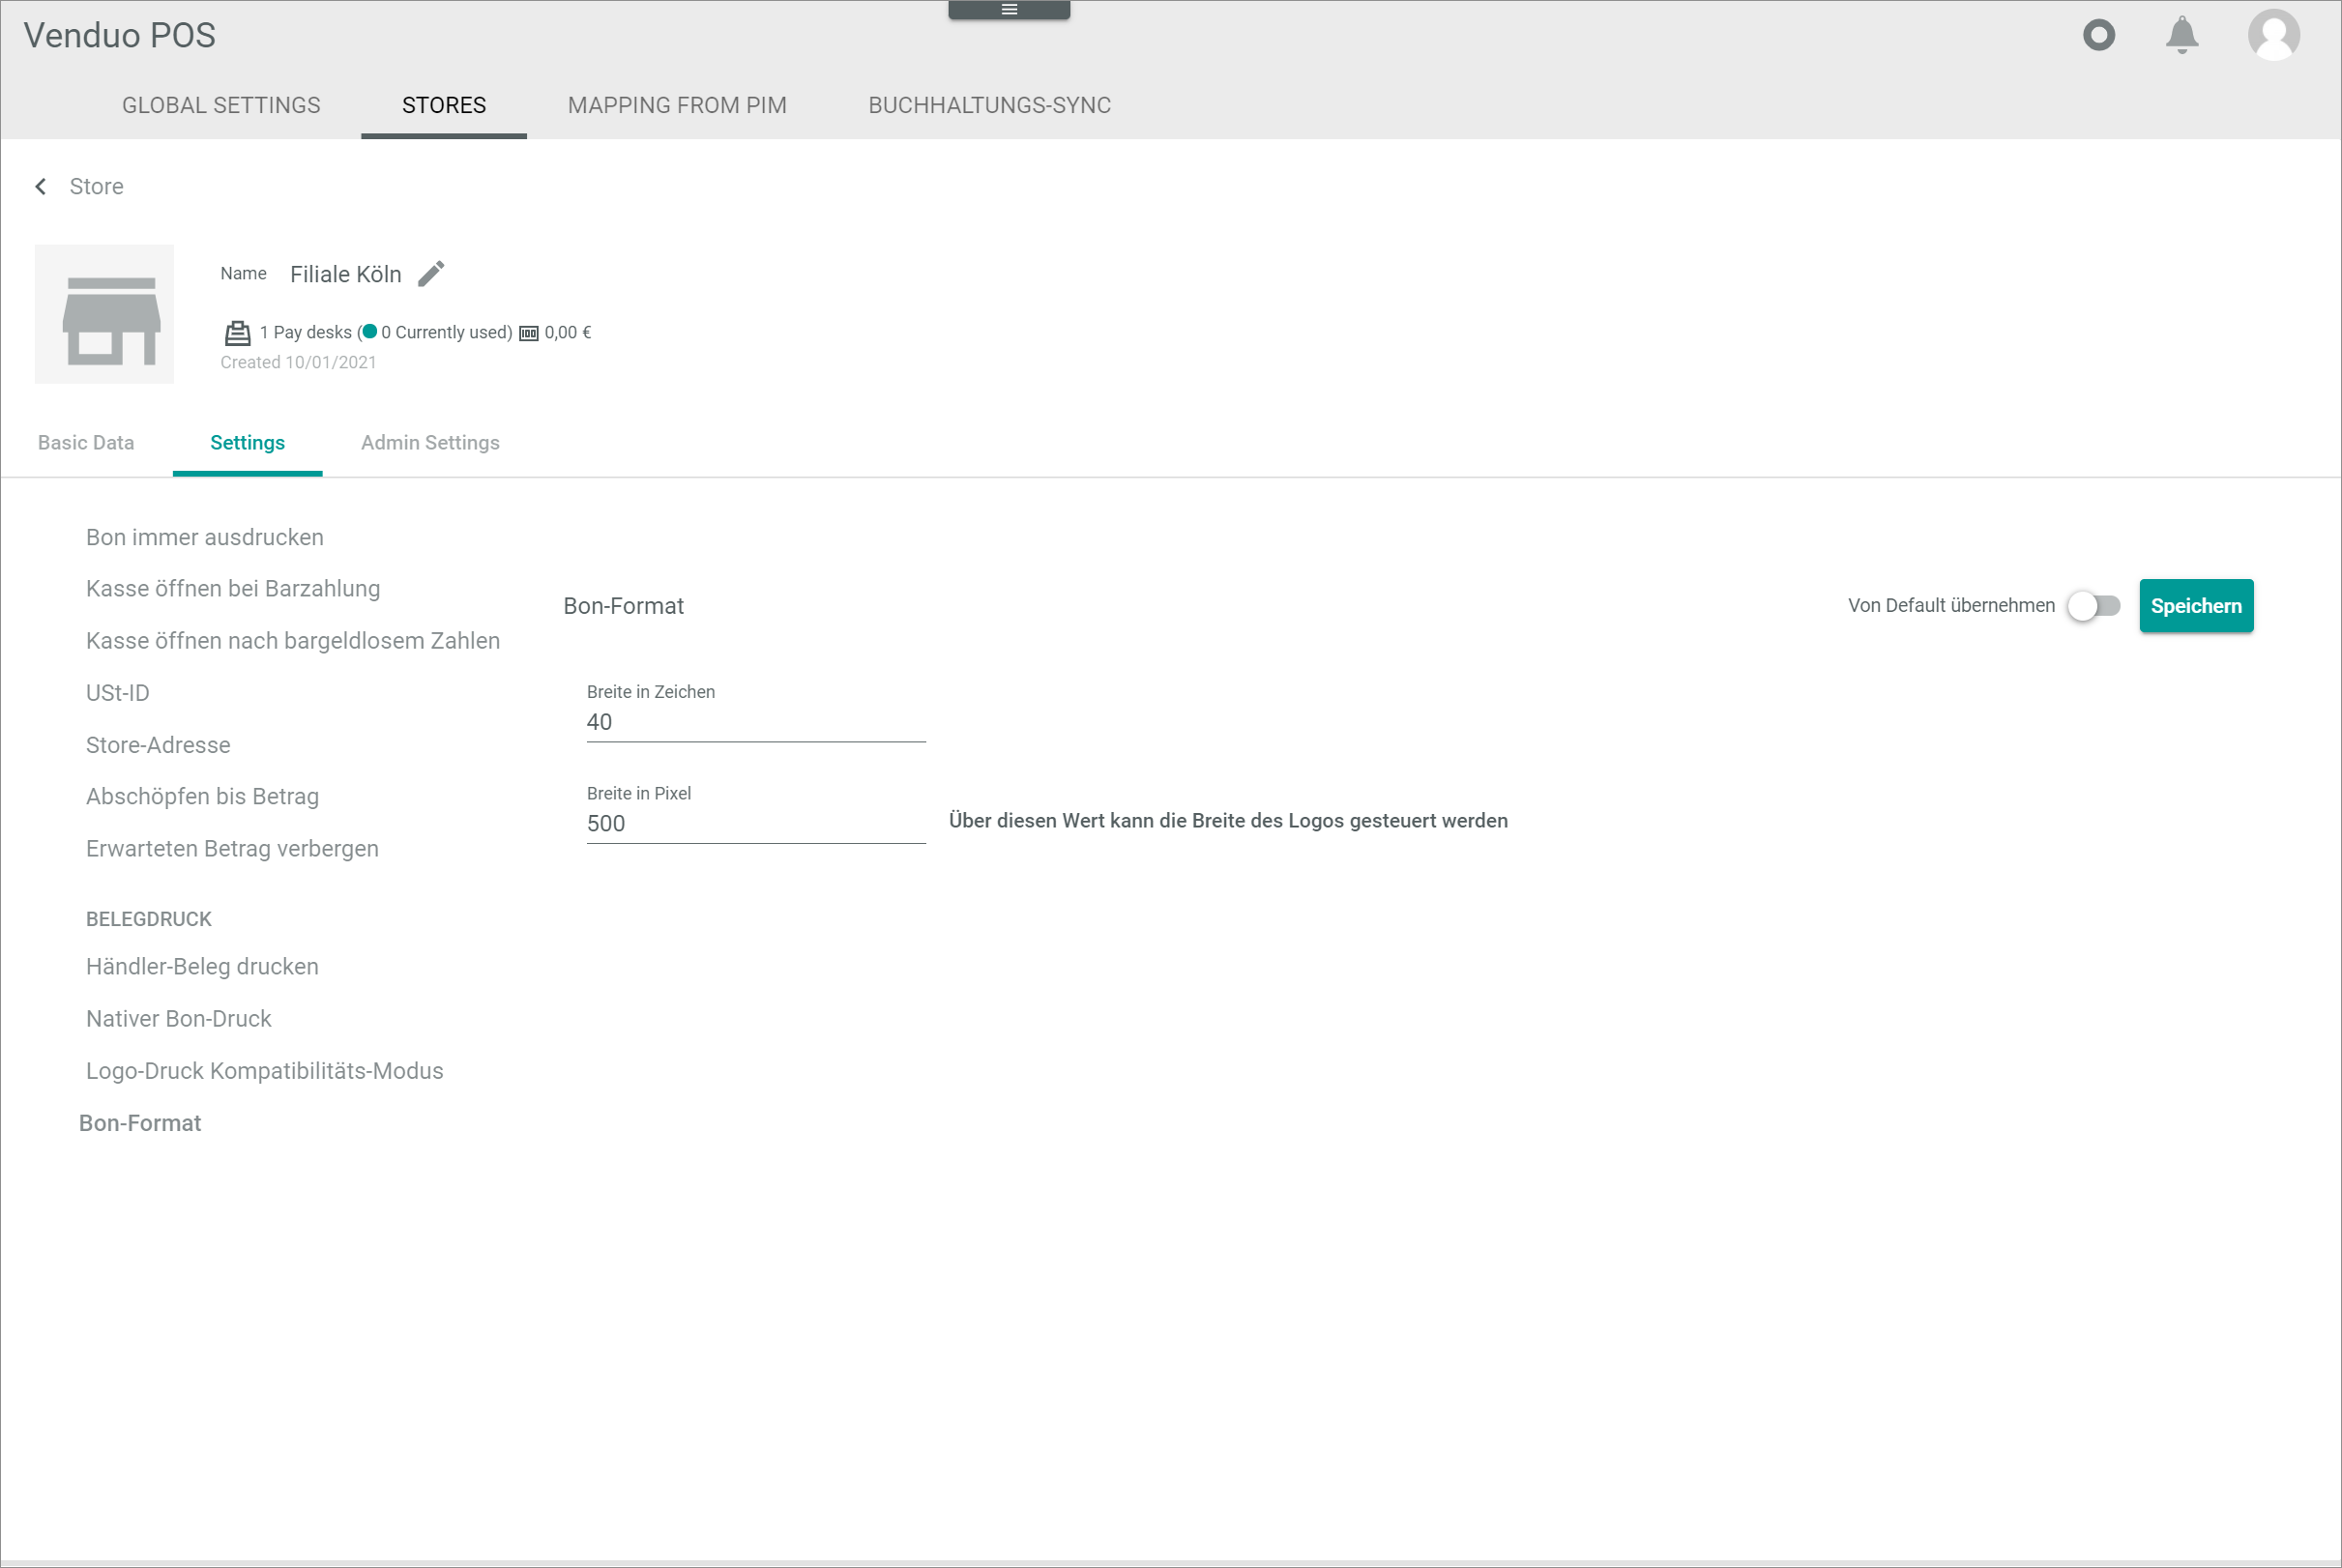 Venduo POS
GLOBAL SETTINGS STORES MAPPING FROM PIM BUCHHALTUNGS-SYNC
Store
Name Filiale Köln
1 Pay desks (0 Currently used) 0,00 €
Created 10/01/2021
Basic Data Settings Admin Settings
Bon immer ausdrucken
Kasse öffnen bei Barzahlung
Kasse öffnen nach bargeldlosem Zahlen
USt-ID
Store-Adresse
Abschöpfen bis Betrag
Erwarteten Betrag verbergen
BELEGDRUCK
Händler-Beleg drucken
Nativer Bon-Druck
Logo-Druck Kompatibilitäts-Modus
Bon-Format
Bon-Format
Von Default übernehmen Speichern
Breite in Zeichen
40
Breite in Pixel
500 Über diesen Wert kann die Breite des Logos gesteuert werden